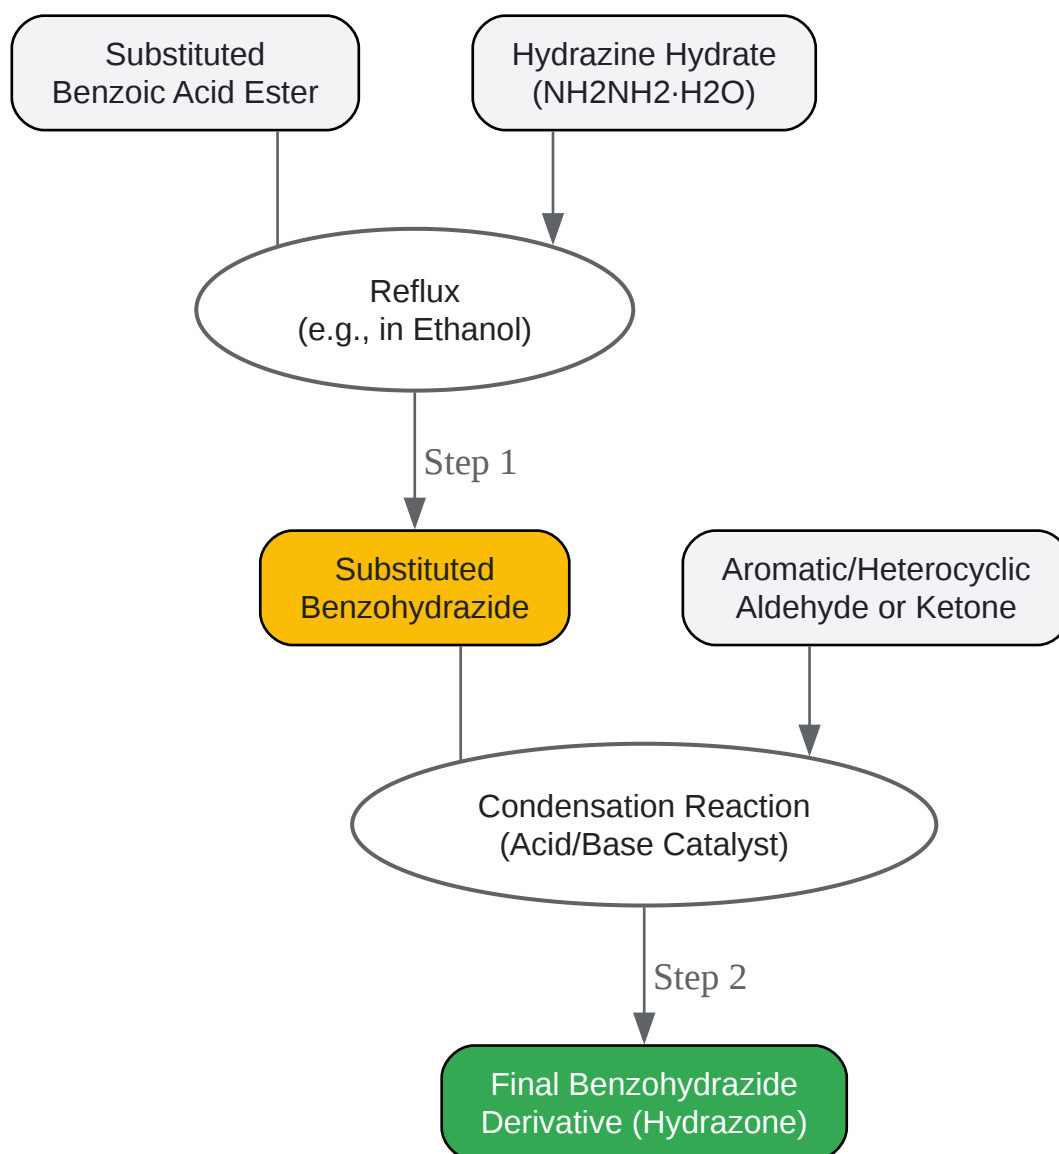 Substituted
Benzoic Acid Ester
Hydrazine Hydrate
(NH2NH2·H2O)
Reflux
(e.g., in Ethanol)
Step 1
Substituted
Benzohydrazide
Aromatic/Heterocyclic
Aldehyde or Ketone
Condensation Reaction
(Acid/Base Catalyst)
Step 2
Final Benzohydrazide
Derivative (Hydrazone)